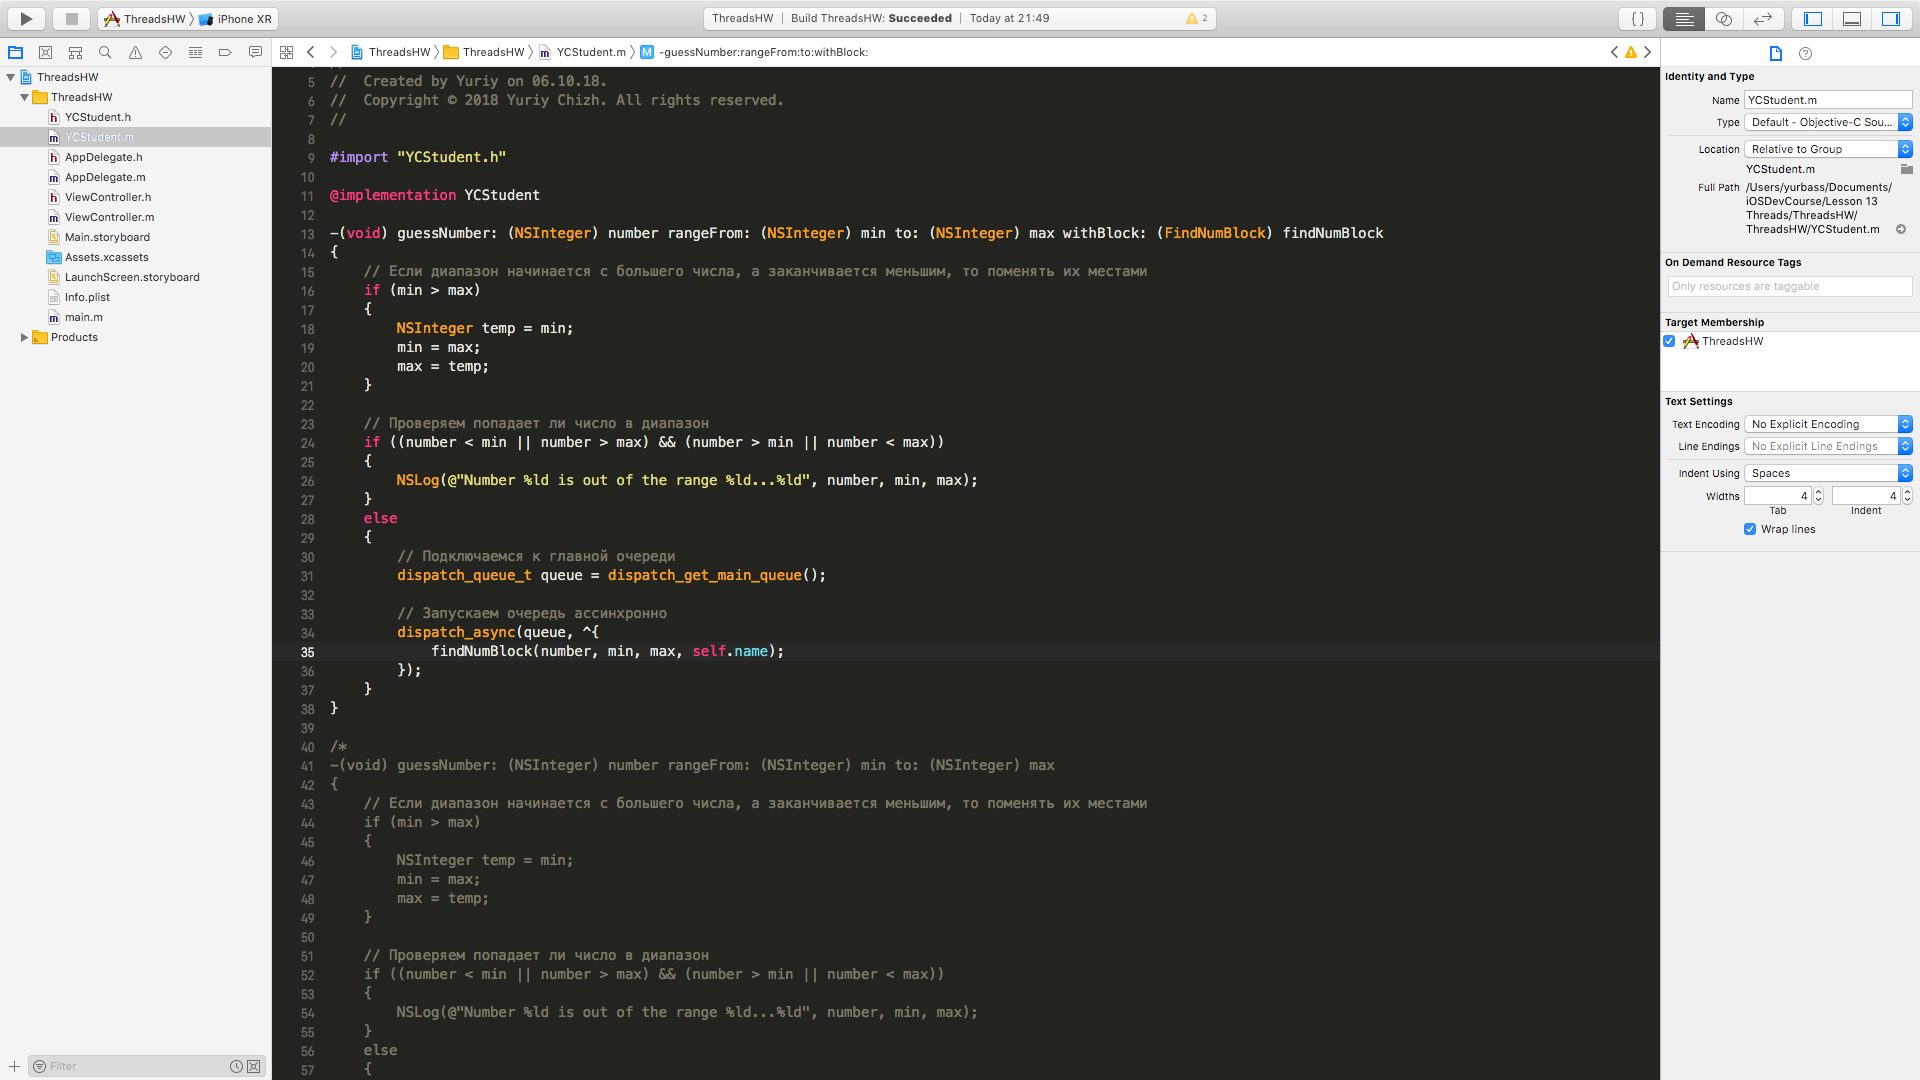 ThreadsHW
iPhone XR
ThreadsHW | Build ThreadsHW: Succeeded | Today at 21:49
2
ThreadsHW
ThreadsHW
YCStudent.m
-guessNumber:rangeFrom:to:withBlock:
ThreadsHW
ThreadsHW
YCStudent.h
YCStudent.m
AppDelegate.h
AppDelegate.m
ViewController.h
ViewController.m
Main.storyboard
Assets.xcassets
LaunchScreen.storyboard
Info.plist
main.m
Products
Filter
5 //  Created by Yuriy on 06.10.18.
6 //  Copyright © 2018 Yuriy Chizh. All rights reserved.
7 //
8
9 #import "YCStudent.h"
10
11 @implementation YCStudent
12
13 -(void) guessNumber: (NSInteger) number rangeFrom: (NSInteger) min to: (NSInteger) max withBlock: (FindNumBlock) findNumBlock
14 {
15     // Если диапазон начинается с большего числа, а заканчивается меньшим, то поменять их местами
16     if (min > max)
17     {
18         NSInteger temp = min;
19         min = max;
20         max = temp;
21     }
22
23     // Проверяем попадает ли число в диапазон
24     if ((number < min || number > max) && (number > min || number < max))
25     {
26         NSLog(@"Number %ld is out of the range %ld...%ld", number, min, max);
27     }
28     else
29     {
30         // Подключаемся к главной очереди
31         dispatch_queue_t queue = dispatch_get_main_queue();
32
33         // Запускаем очередь ассинхронно
34         dispatch_async(queue, ^{
35             findNumBlock(number, min, max, self.name);
36         });
37     }
38 }
39
40 /*
41 -(void) guessNumber: (NSInteger) number rangeFrom: (NSInteger) min to: (NSInteger) max
42 {
43     // Если диапазон начинается с большего числа, а заканчивается меньшим, то поменять их местами
44     if (min > max)
45     {
46         NSInteger temp = min;
47         min = max;
48         max = temp;
49     }
50
51     // Проверяем попадает ли число в диапазон
52     if ((number < min || number > max) && (number > min || number < max))
53     {
54         NSLog(@"Number %ld is out of the range %ld...%ld", number, min, max);
55     }
56     else
57     {
Identity and Type
Name YCStudent.m
Type Default - Objective-C Sou...
Location Relative to Group
YCStudent.m
Full Path /Users/yurbass/Documents/
iOSDevCourse/Lesson 13
Threads/ThreadsHW/
ThreadsHW/YCStudent.m
On Demand Resource Tags
Only resources are taggable
Target Membership
ThreadsHW
Text Settings
Text Encoding No Explicit Encoding
Line Endings No Explicit Line Endings
Indent Using Spaces
Widths 4 4
Tab Indent
Wrap lines